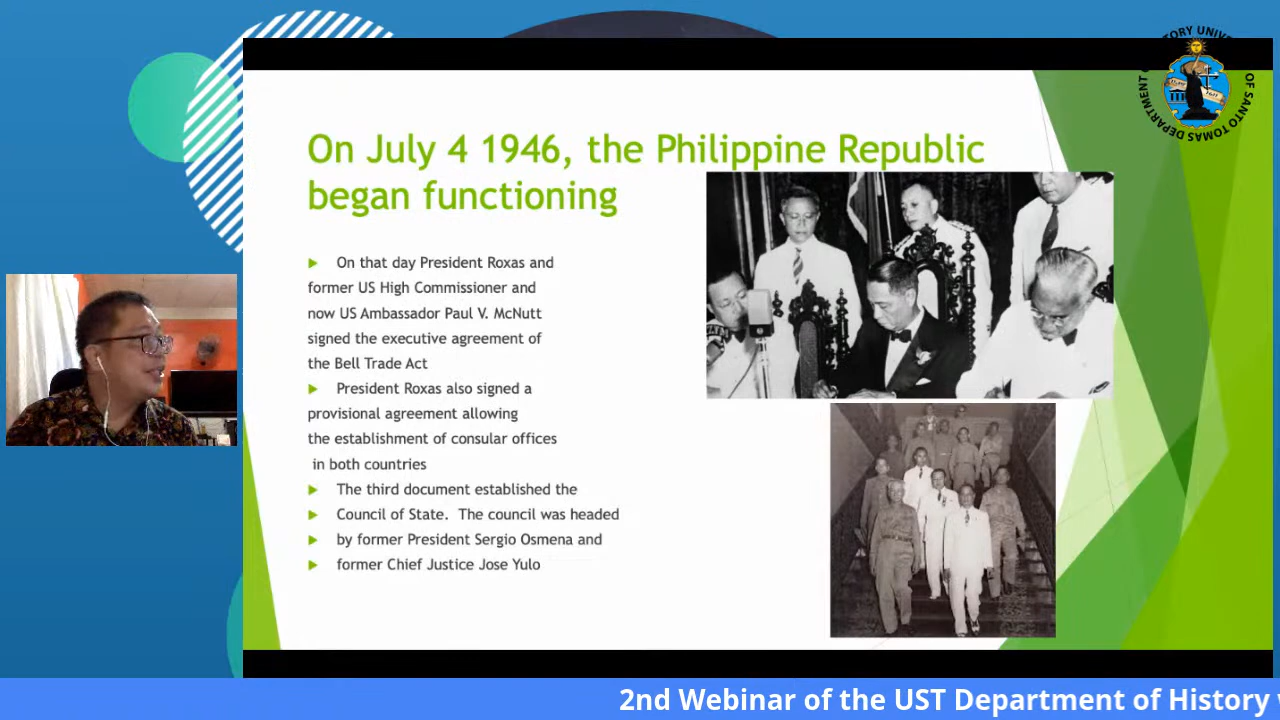 On July 4 1946, the Philippine Republic
began functioning
On that day President Roxas and
former US High Commissioner and
now US Ambassador Paul V. McNutt
signed the executive agreement of
the Bell Trade Act
President Roxas also signed a
provisional agreement allowing
the establishment of consular offices
in both countries
The third document established the
Council of State. The council was headed
by former President Sergio Osmena and
former Chief Justice Jose Yulo
OF SANTO TOMAS DEPARTMENT
2nd Webinar of the UST Department of History